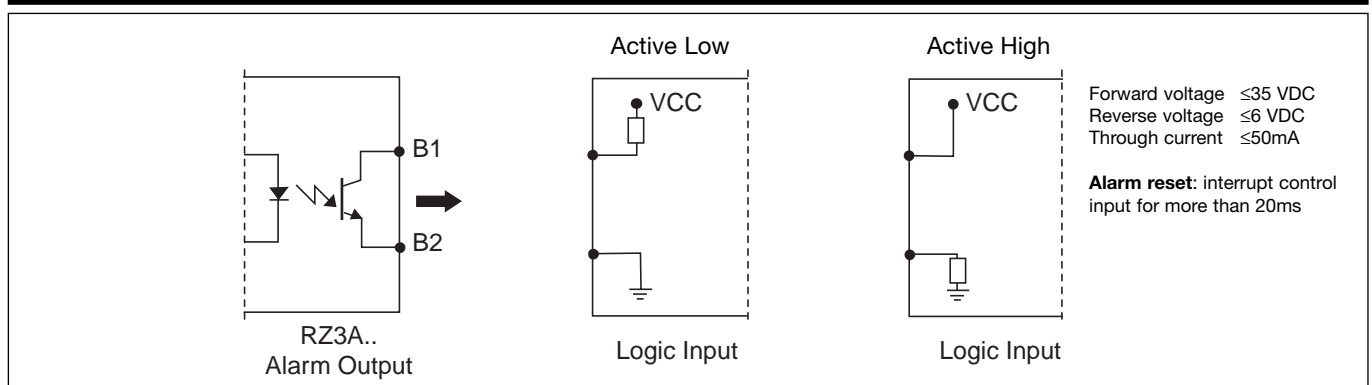 Active Low
Active High
VCC
VCC
B1
B2
RZ3A..
Alarm Output
Logic Input
Logic Input
Forward voltage ≤35 VDC
Reverse voltage ≤6 VDC
Through current ≤50mA
Alarm reset: interrupt control
input for more than 20ms